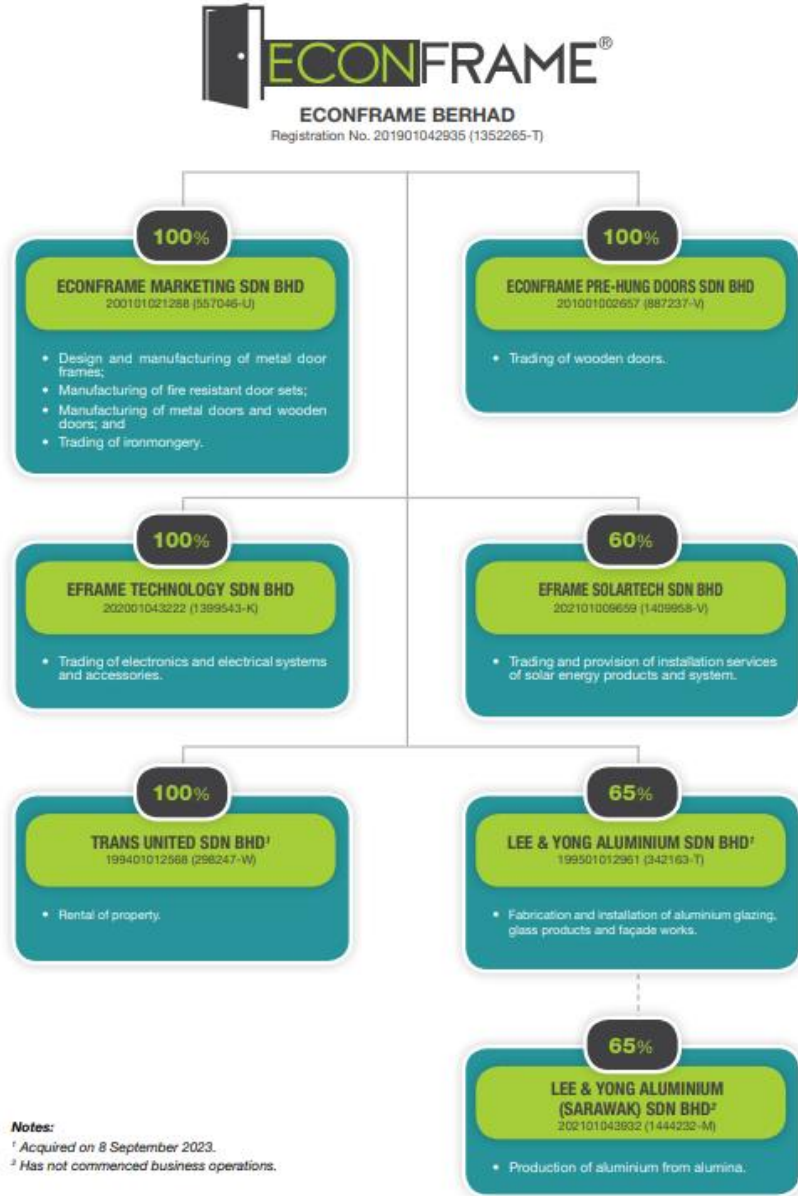 ECONFRAME®
ECONFRAME BERHAD
Registration No. 201901042935 (1352265-T)
100%
ECONFRAME MARKETING SDN BHD
200101021288 (557046-U)
• Design and manufacturing of metal door
frames;
• Manufacturing of fire resistant door sets;
• Manufacturing of metal doors and wooden
doors; and
• Trading of ironmongery.
100%
ECONFRAME PRE-HUNG DOORS SDN BHD
201001002657 (887237-V)
• Trading of wooden doors.
100%
EFRAME TECHNOLOGY SDN BHD
202001043222 (1399543-K)
• Trading of electronics and electrical systems
and accessories.
60%
EFRAME SOLARTECH SDN BHD
202101009659 (1409958-V)
• Trading and provision of installation services
of solar energy products and system.
100%
TRANS UNITED SDN BHD¹
199401012568 (298247-W)
• Rental of property.
65%
LEE & YONG ALUMINIUM SDN BHD¹
199501012961 (342163-T)
• Fabrication and installation of aluminium glazing,
glass products and façade works.
65%
LEE & YONG ALUMINIUM
(SARAWAK) SDN BHD²
202101043932 (1444232-M)
• Production of aluminium from alumina.
Notes:
¹ Acquired on 8 September 2023.
² Has not commenced business operations.